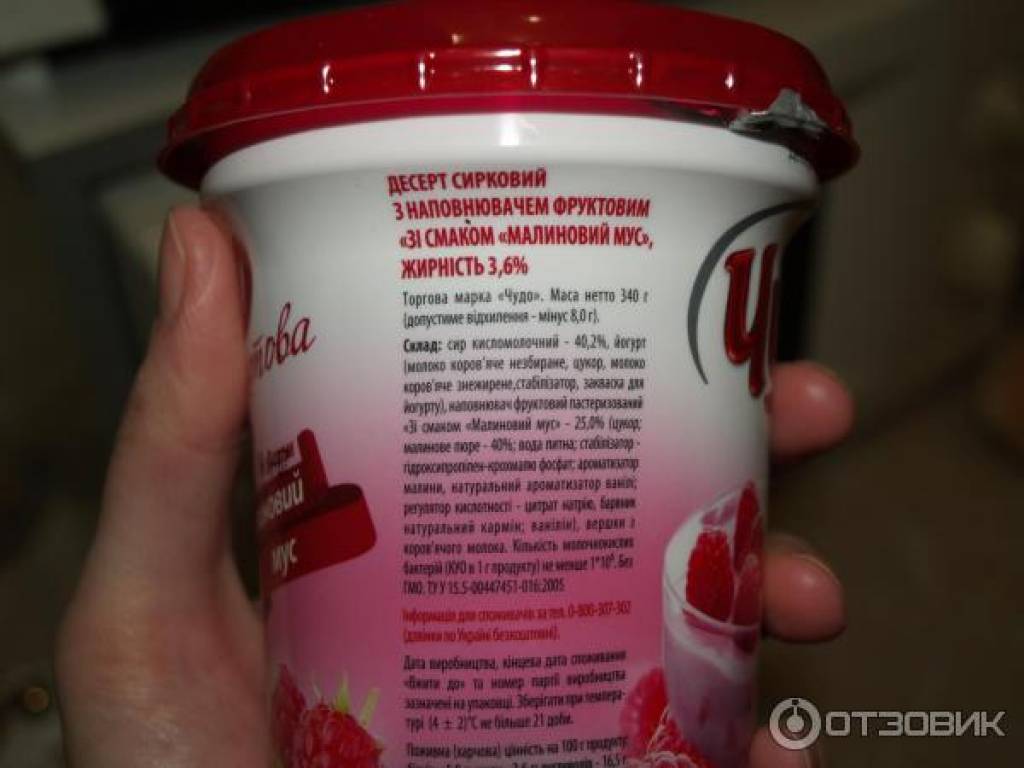 ДЕСЕРТ СИРКОВИЙ
З НАПОВНЮВАЧЕМ ФРУКТОВИМ
«ЗІ СМАКОМ «МАЛИНОВИЙ МУС»,
ЖИРНІСТЬ 3,6%
Торгова марка «Чудо». Маса нетто 340 г
(допустиме відхилення - мінус 8,0 г).
Склад: сир кисломолочний - 40,2%, йогурт
(молоко коров'яче незбиране, цукор, молоко
коров'яче знежирене,стабілізатор, закваска для
йогурту), наповнювач фруктовий пастеризований
«Зі смаком «Малиновий мус» - 25,0% (цукор;
малинове пюре - 40%; вода питна; стабілізатор -
гідроксипропілен-крохмалю фосфат; ароматизатор
малини, натуральний ароматизатор ванілі;
регулятор кислотності - цитрат натрію, барвник
натуральний кармін; ванілін), вершки з
коров'ячого молока. Кількість молочнокислих
бактерій (КУО в 1 г продукту) не менше 1*10⁶. Без
ГМО. ТУ У 15.5-00447451-016:2005
Інформація для споживачів за тел. 0-800-307-302
(дзвінки по Україні безкоштовні).
Дата виробництва, кінцева дата споживання
«Вжити до» та номер партії виробництва
зазначені на упаковці. Зберігати при темпера-
турі (4 ± 2)°С не більше 21 доби.
Поживна (харчова) цінність на 100 г продукту:
това
новий
мус
Ч
ОТЗОВИК